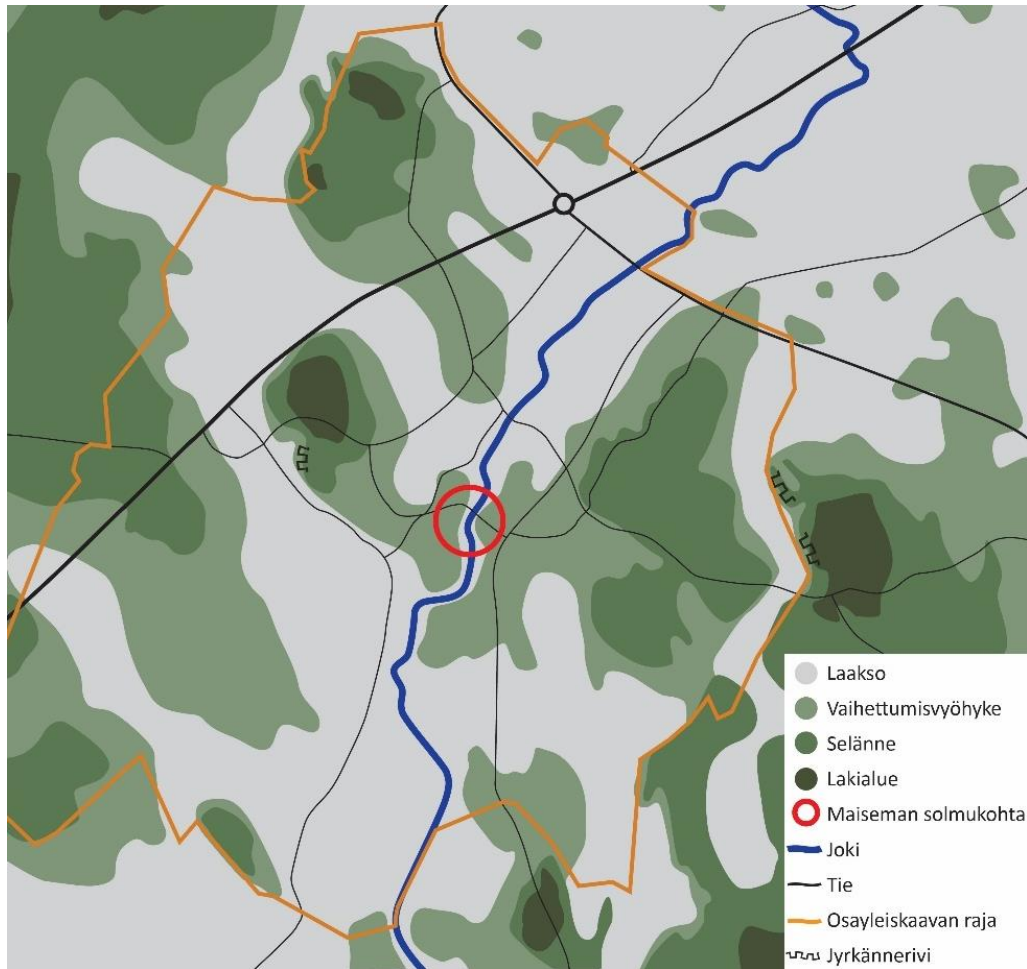 Laakso
Vaihettumisvyöhyke
Selänne
Lakialue
Maiseman solmukohta
Joki
Tie
Osayleiskaavan raja
Jyrkännerivi